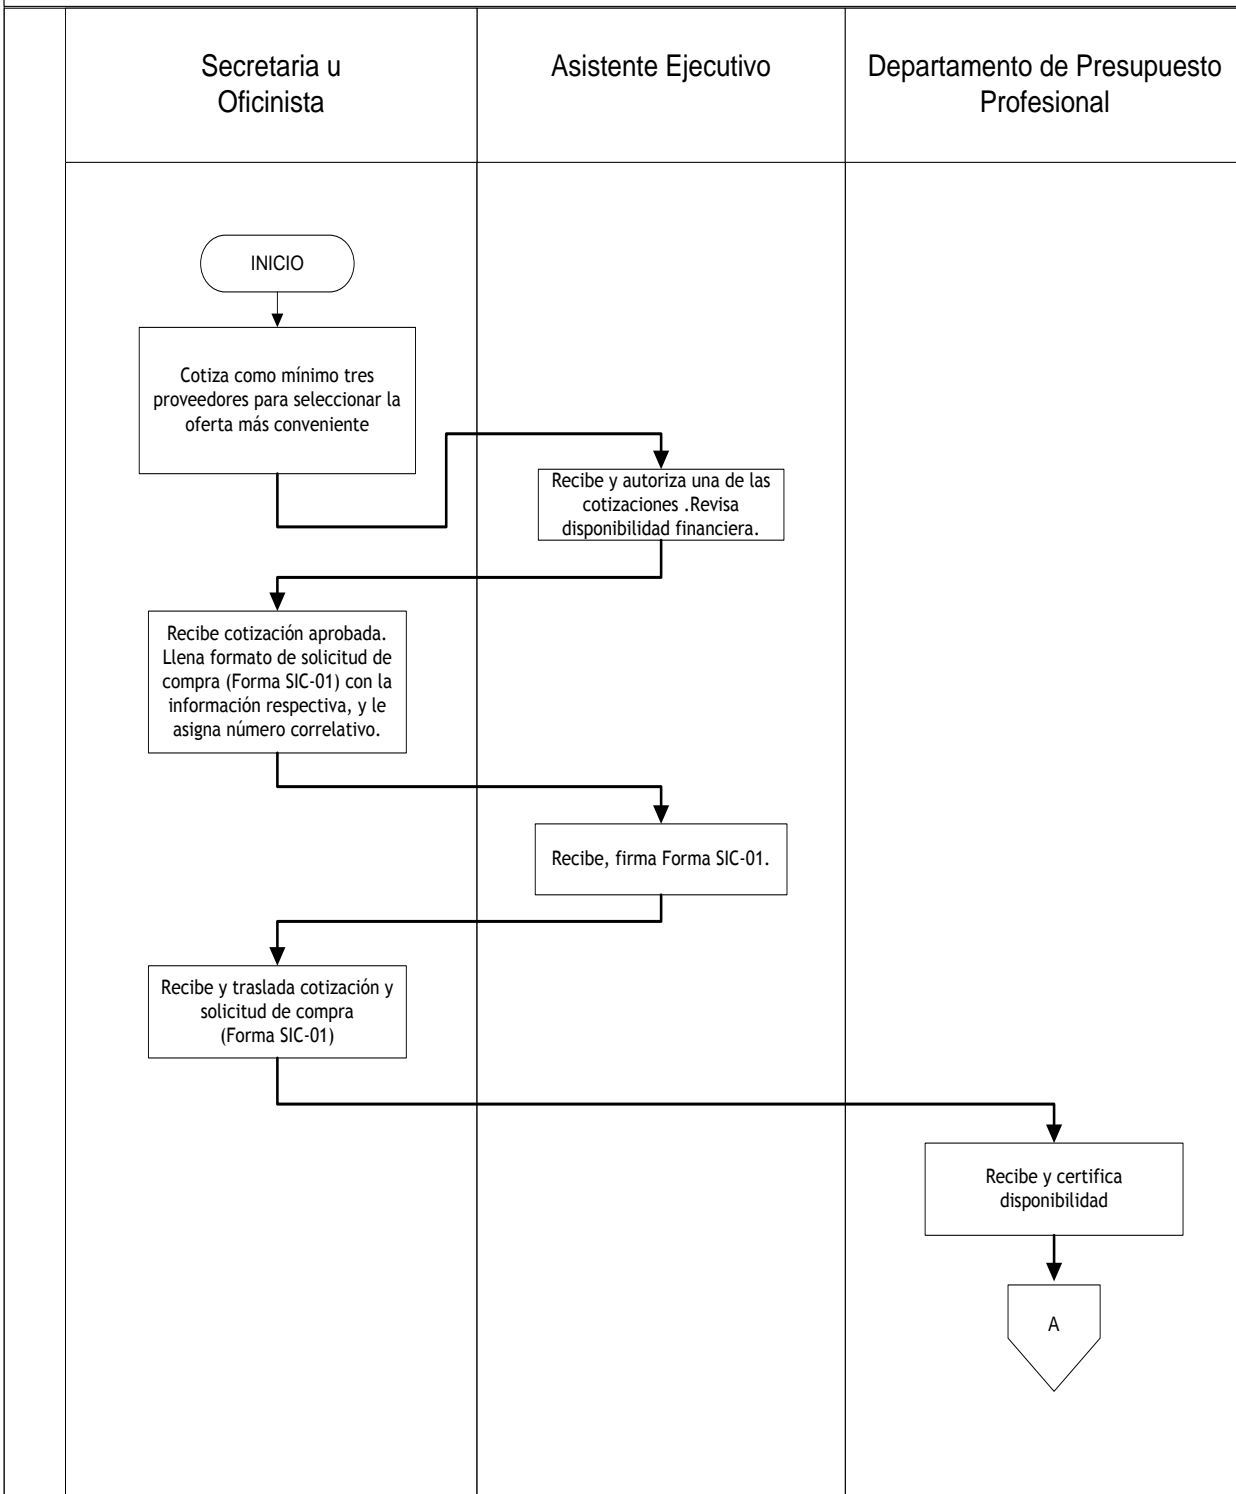 Secretaria u
Oficinista
Asistente Ejecutivo
Departamento de Presupuesto
Profesional
INICIO
Cotiza como mínimo tres
proveedores para seleccionar la
oferta más conveniente
Recibe y autoriza una de las
cotizaciones .Revisa
disponibilidad financiera.
Recibe cotización aprobada.
Llena formato de solicitud de
compra (Forma SIC-01) con la
información respectiva, y le
asigna número correlativo.
Recibe, firma Forma SIC-01.
Recibe y traslada cotización y
solicitud de compra
(Forma SIC-01)
Recibe y certifica
disponibilidad
A